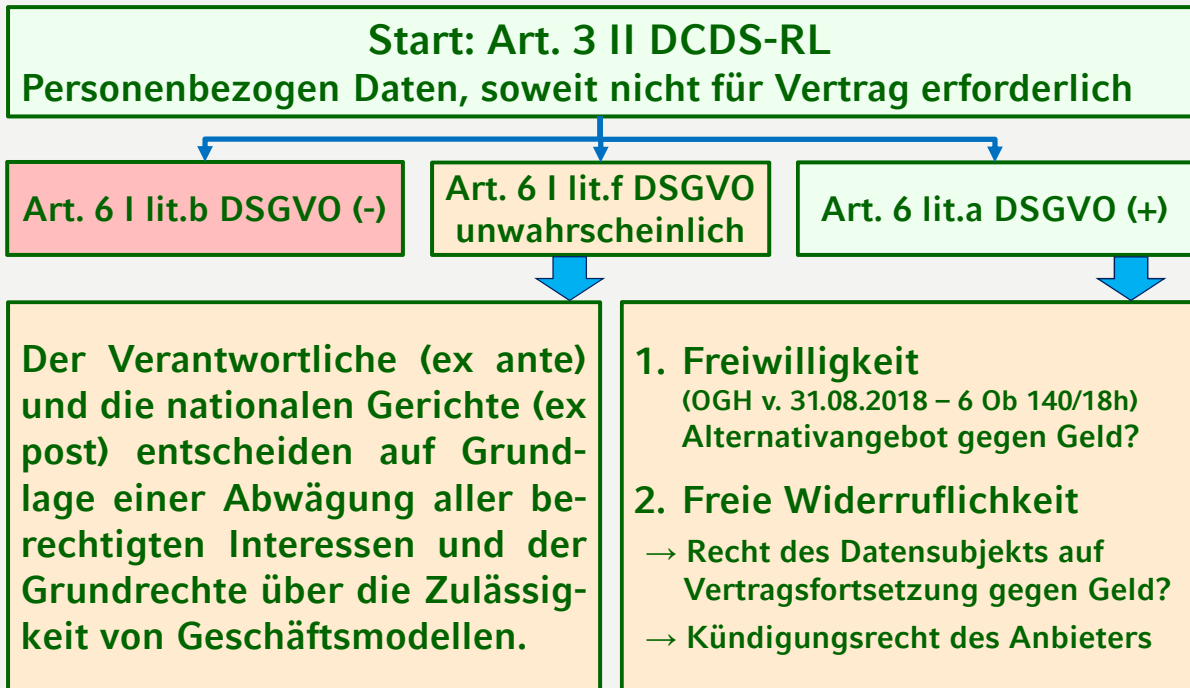 Start: Art. 3 II DCDS-RL
Personenbezogen Daten, soweit nicht für Vertrag erforderlich
Art. 6 I lit.b DSGVO (-)
Art. 6 I lit.f DSGVO
unwahrscheinlich
Art. 6 lit.a DSGVO (+)
Der Verantwortliche (ex ante)
und die nationalen Gerichte (ex
post) entscheiden auf Grund-
lage einer Abwägung aller be-
rechtigten Interessen und der
Grundrechte über die Zulässig-
keit von Geschäftsmodellen.
1. Freiwilligkeit
(OGH v. 31.08.2018 – 6 Ob 140/18h)
Alternativangebot gegen Geld?
2. Freie Widerruflichkeit
→ Recht des Datensubjekts auf
Vertragsfortsetzung gegen Geld?
→ Kündigungsrecht des Anbieters